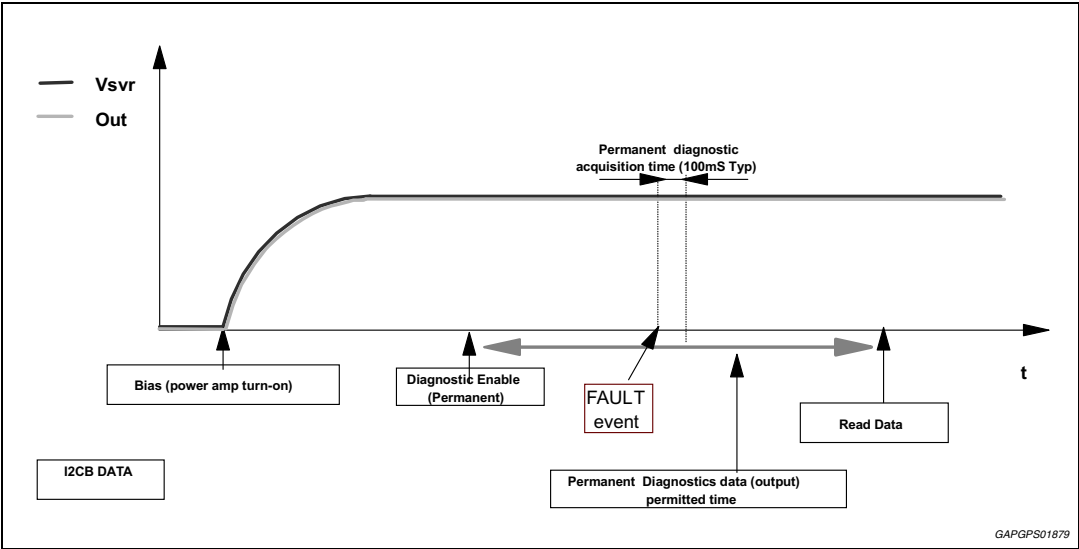 Vsvr
Out
Permanent diagnostic
acquisition time (100mS Typ)
t
Bias (power amp turn-on)
Diagnostic Enable
(Permanent)
FAULT
event
Read Data
I2CB DATA
Permanent Diagnostics data (output)
permitted time
GAPGPS01879